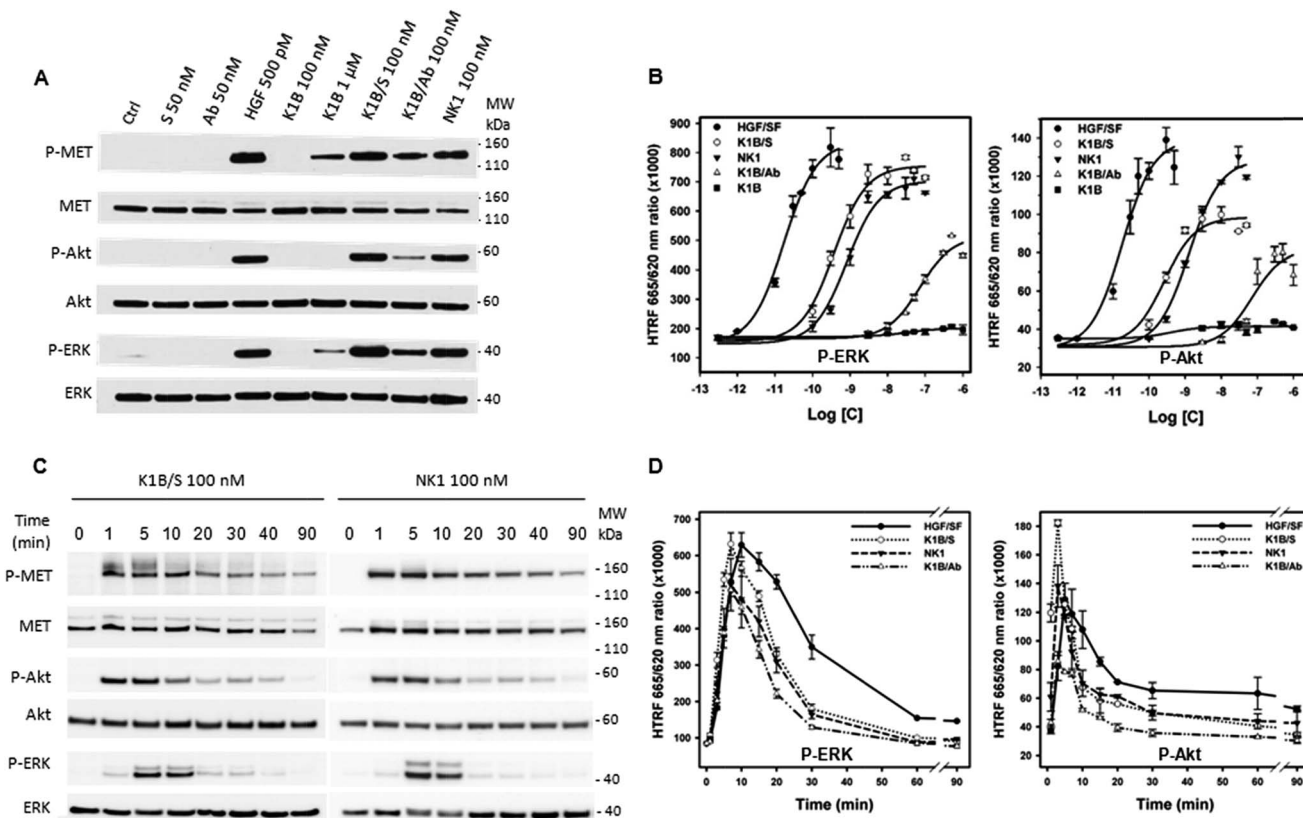 A
Ctrl
S 50 nM
Ab 50 nM
HGF 500 pM
K1B 100 nM
K1B 1 µM
K1B/S 100 nM
K1B/Ab 100 nM
NK1 100 nM
MW
kDa
P-MET
160
110
MET
160
110
P-Akt
60
Akt
60
P-ERK
40
ERK
40
B
HTRF 665/620 nm ratio (x1000)
900
800
700
600
500
400
300
200
100
HGF/SF
K1B/S
NK1
K1B/Ab
K1B
P-ERK
-13 -12 -11 -10 -9 -8 -7 -6
Log [C]
HTRF 665/620 nm ratio (x1000)
140
120
100
80
60
40
20
HGF/SF
K1B/S
NK1
K1B/Ab
K1B
P-Akt
-13 -12 -11 -10 -9 -8 -7 -6
Log [C]
C
K1B/S 100 nM
NK1 100 nM
Time
(min)
0 1 5 10 20 30 40 90
0 1 5 10 20 30 40 90
MW
kDa
P-MET
160
110
MET
160
110
P-Akt
60
Akt
60
P-ERK
40
ERK
40
D
HTRF 665/620 nm ratio (x1000)
700
600
500
400
300
200
100
HGF/SF
K1B/S
NK1
K1B/Ab
P-ERK
0 10 20 30 40 50 60 90
Time (min)
HTRF 665/620 nm ratio (x1000)
180
160
140
120
100
80
60
40
20
HGF/SF
K1B/S
NK1
K1B/Ab
P-Akt
0 10 20 30 40 50 60 90
Time (min)